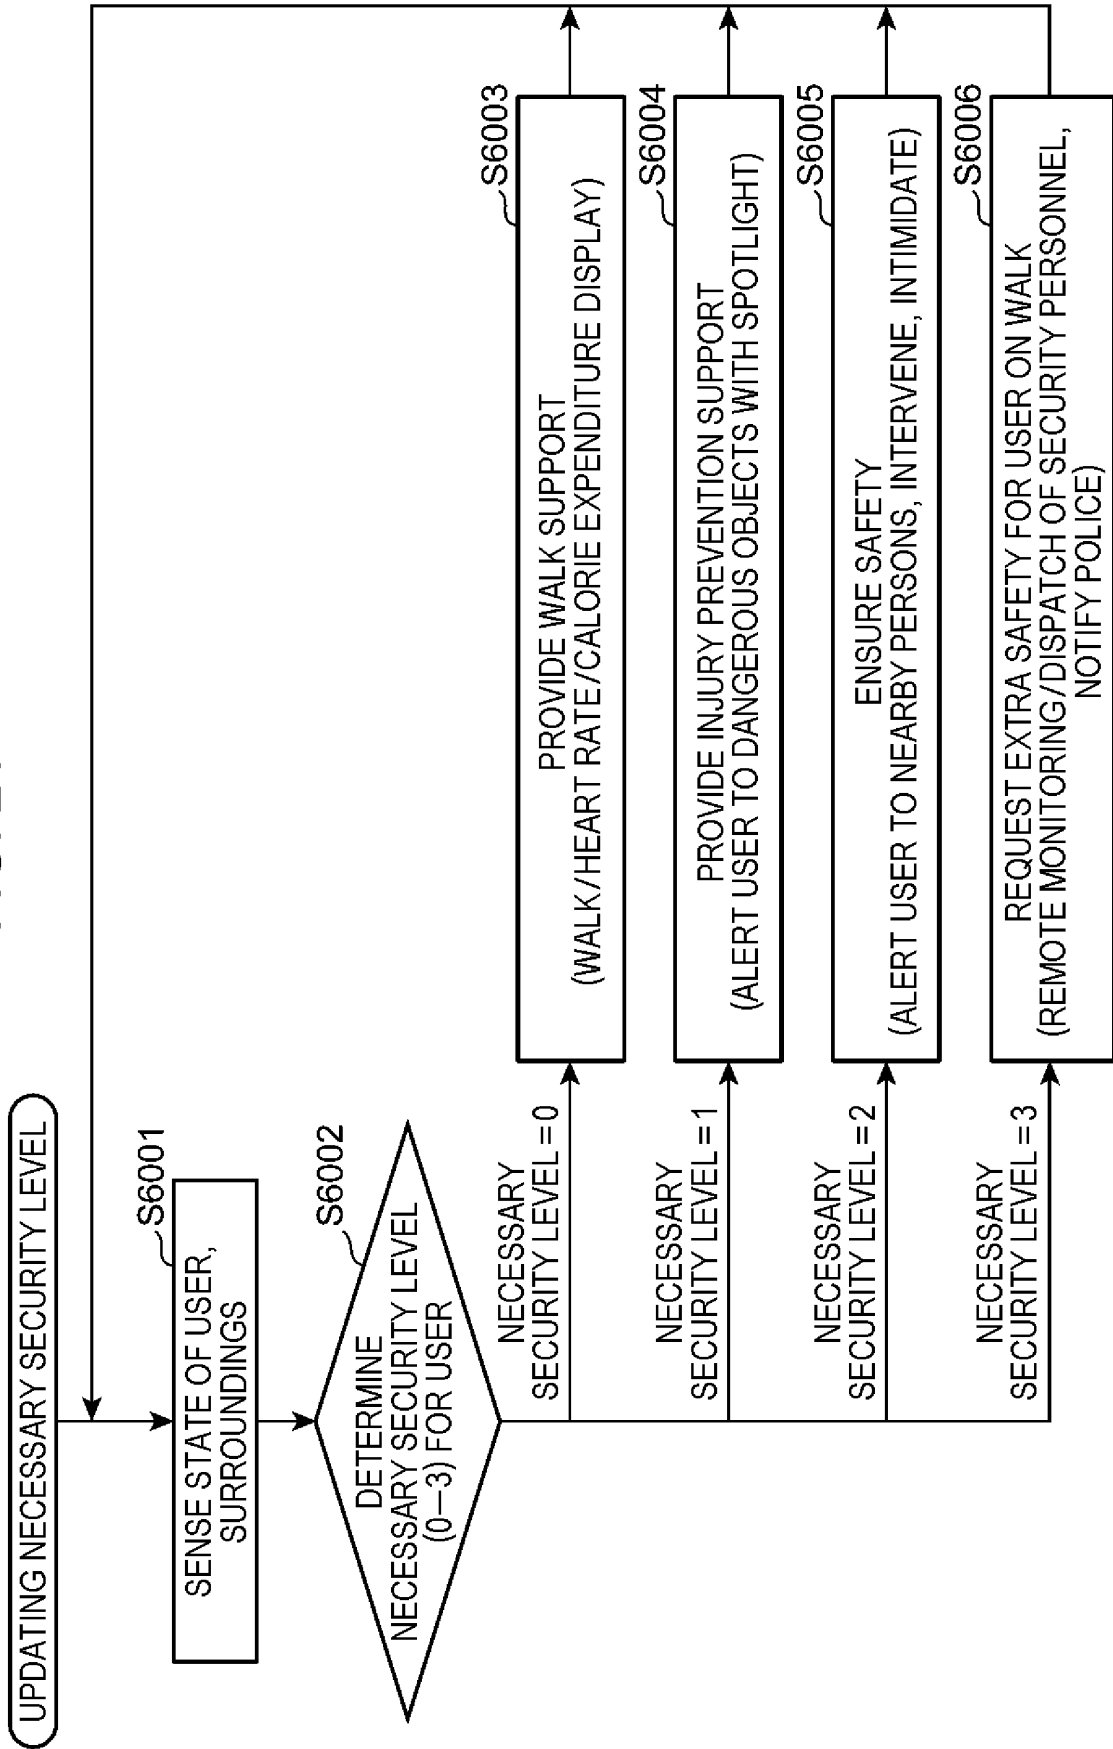 UPDATING NECESSARY SECURITY LEVEL
S6001
SENSE STATE OF USER,
SURROUNDINGS
S6002
DETERMINE
NECESSARY SECURITY LEVEL
(0—3) FOR USER
NECESSARY
SECURITY LEVEL = 0
S6003
PROVIDE WALK SUPPORT
(WALK/HEART RATE/CALORIE EXPENDITURE DISPLAY)
NECESSARY
SECURITY LEVEL = 1
S6004
PROVIDE INJURY PREVENTION SUPPORT
(ALERT USER TO DANGEROUS OBJECTS WITH SPOTLIGHT)
NECESSARY
SECURITY LEVEL = 2
S6005
ENSURE SAFETY
(ALERT USER TO NEARBY PERSONS, INTERVENE, INTIMIDATE)
NECESSARY
SECURITY LEVEL = 3
S6006
REQUEST EXTRA SAFETY FOR USER ON WALK
(REMOTE MONITORING/DISPATCH OF SECURITY PERSONNEL,
NOTIFY POLICE)